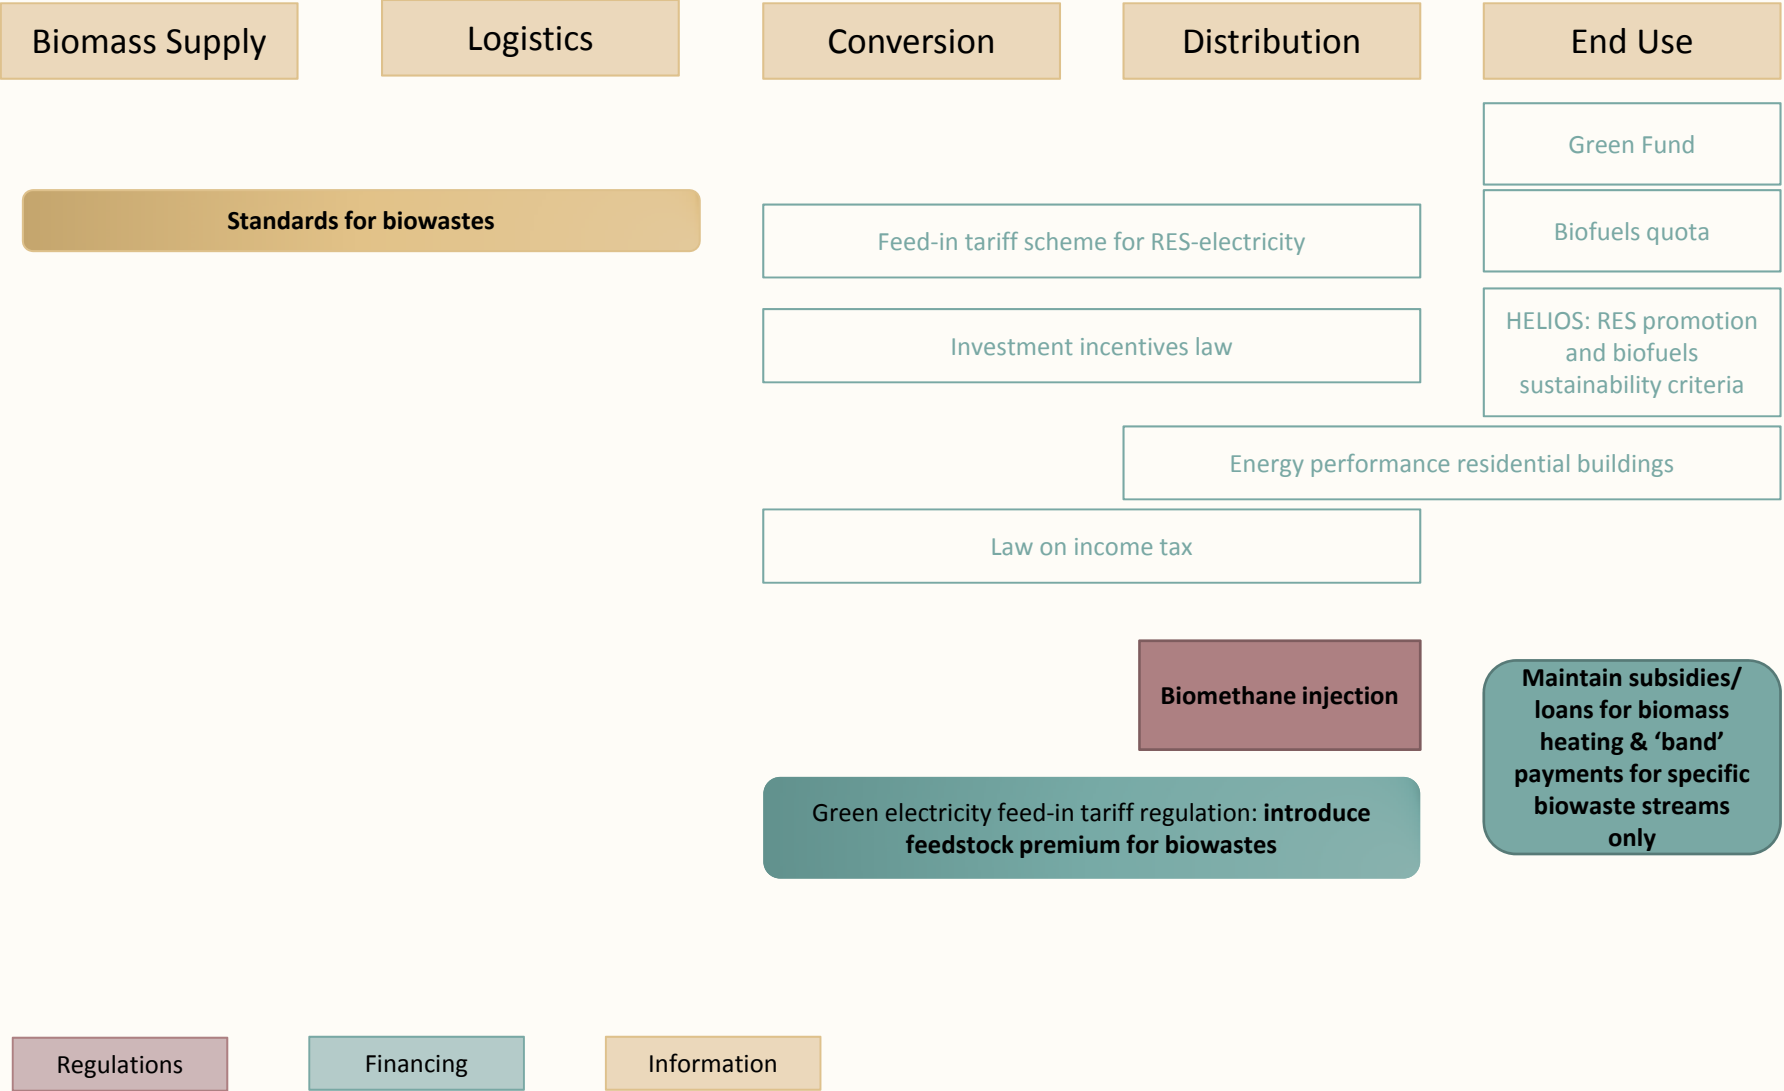 Biomass Supply
Logistics
Conversion
Distribution
End Use
Green Fund
Standards for biowastes
Feed-in tariff scheme for RES-electricity
Biofuels quota
Investment incentives law
HELIOS: RES promotion
and biofuels
sustainability criteria
Energy performance residential buildings
Law on income tax
Biomethane injection
Maintain subsidies/
loans for biomass
heating & ‘band’
payments for specific
biowaste streams
only
Green electricity feed-in tariff regulation: introduce
feedstock premium for biowastes
Regulations
Financing
Information